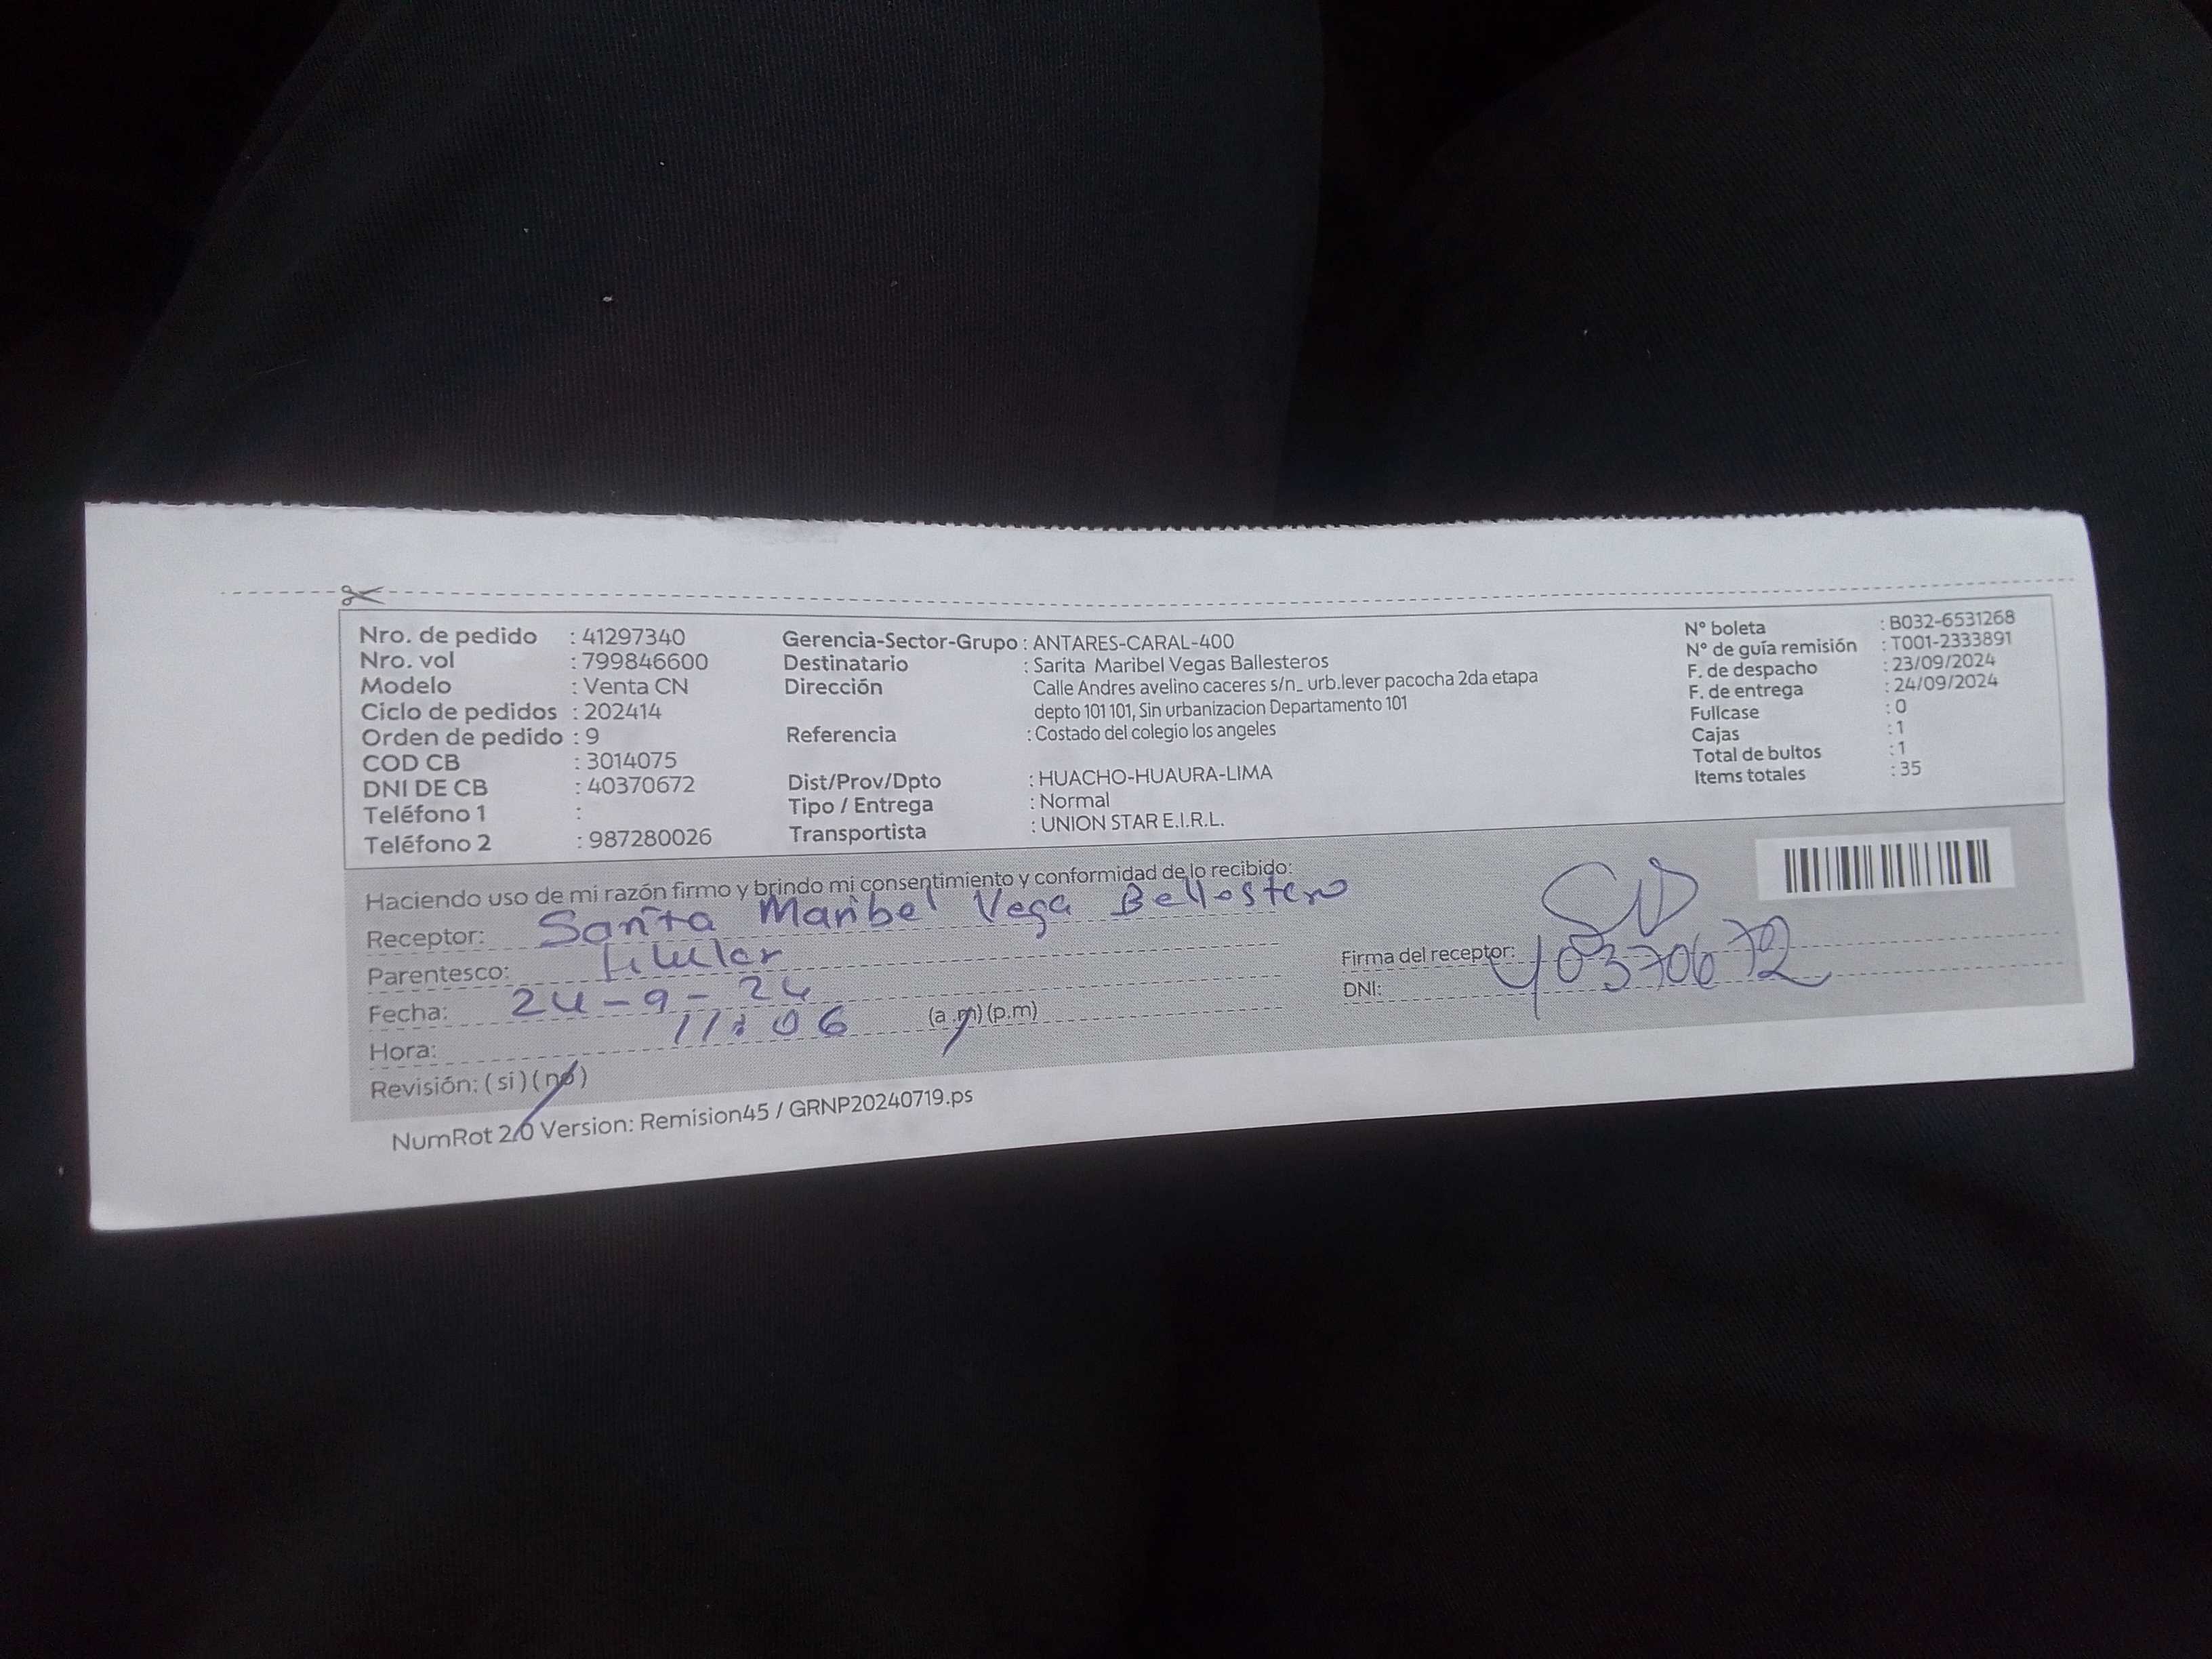 Nro. de pedido : 41297340
Nro. vol : 799846600
Modelo : Venta CN
Ciclo de pedidos : 202414
Orden de pedido : 9
COD CB : 3014075
DNI DE CB : 40370672
Teléfono 1 :
Teléfono 2 : 987280026
Gerencia-Sector-Grupo : ANTARES-CARAL-400
Destinatario : Sarita Maribel Vegas Ballesteros
Dirección Calle Andres avelino caceres s/n_ urb.lever pacocha 2da etapa
depto 101 101, Sin urbanizacion Departamento 101
Referencia : Costado del colegio los angeles
Dist/Prov/Dpto : HUACHO-HUAURA-LIMA
Tipo / Entrega : Normal
Transportista : UNION STAR E.I.R.L.
N° boleta : B032-6531268
N° de guía remisión : T001-2333891
F. de despacho : 23/09/2024
F. de entrega : 24/09/2024
Fullcase : 0
Cajas : 1
Total de bultos : 1
Items totales : 35
Haciendo uso de mi razón firmo y brindo mi consentimiento y conformidad de lo recibido:
Receptor: Sarita Maribel Vega Bellestero
Parentesco: titular
Fecha: 24-9-24
Hora: 11:06 (a.m) (p.m)
Revisión: (si) (no)
Firma del receptor:
DNI: 40370672
NumRot 2.0 Version: Remision45 / GRNP20240719.ps